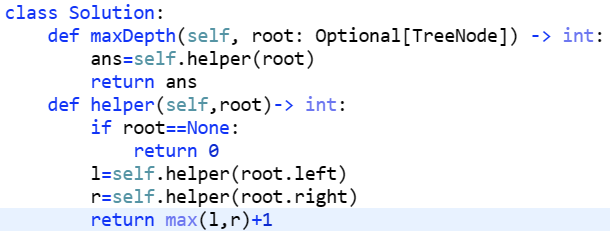 class Solution:
    def maxDepth(self, root: Optional[TreeNode]) -> int:
        ans=self.helper(root)
        return ans
    def helper(self,root)-> int:
        if root==None:
            return 0
        l=self.helper(root.left)
        r=self.helper(root.right)
        return max(l,r)+1